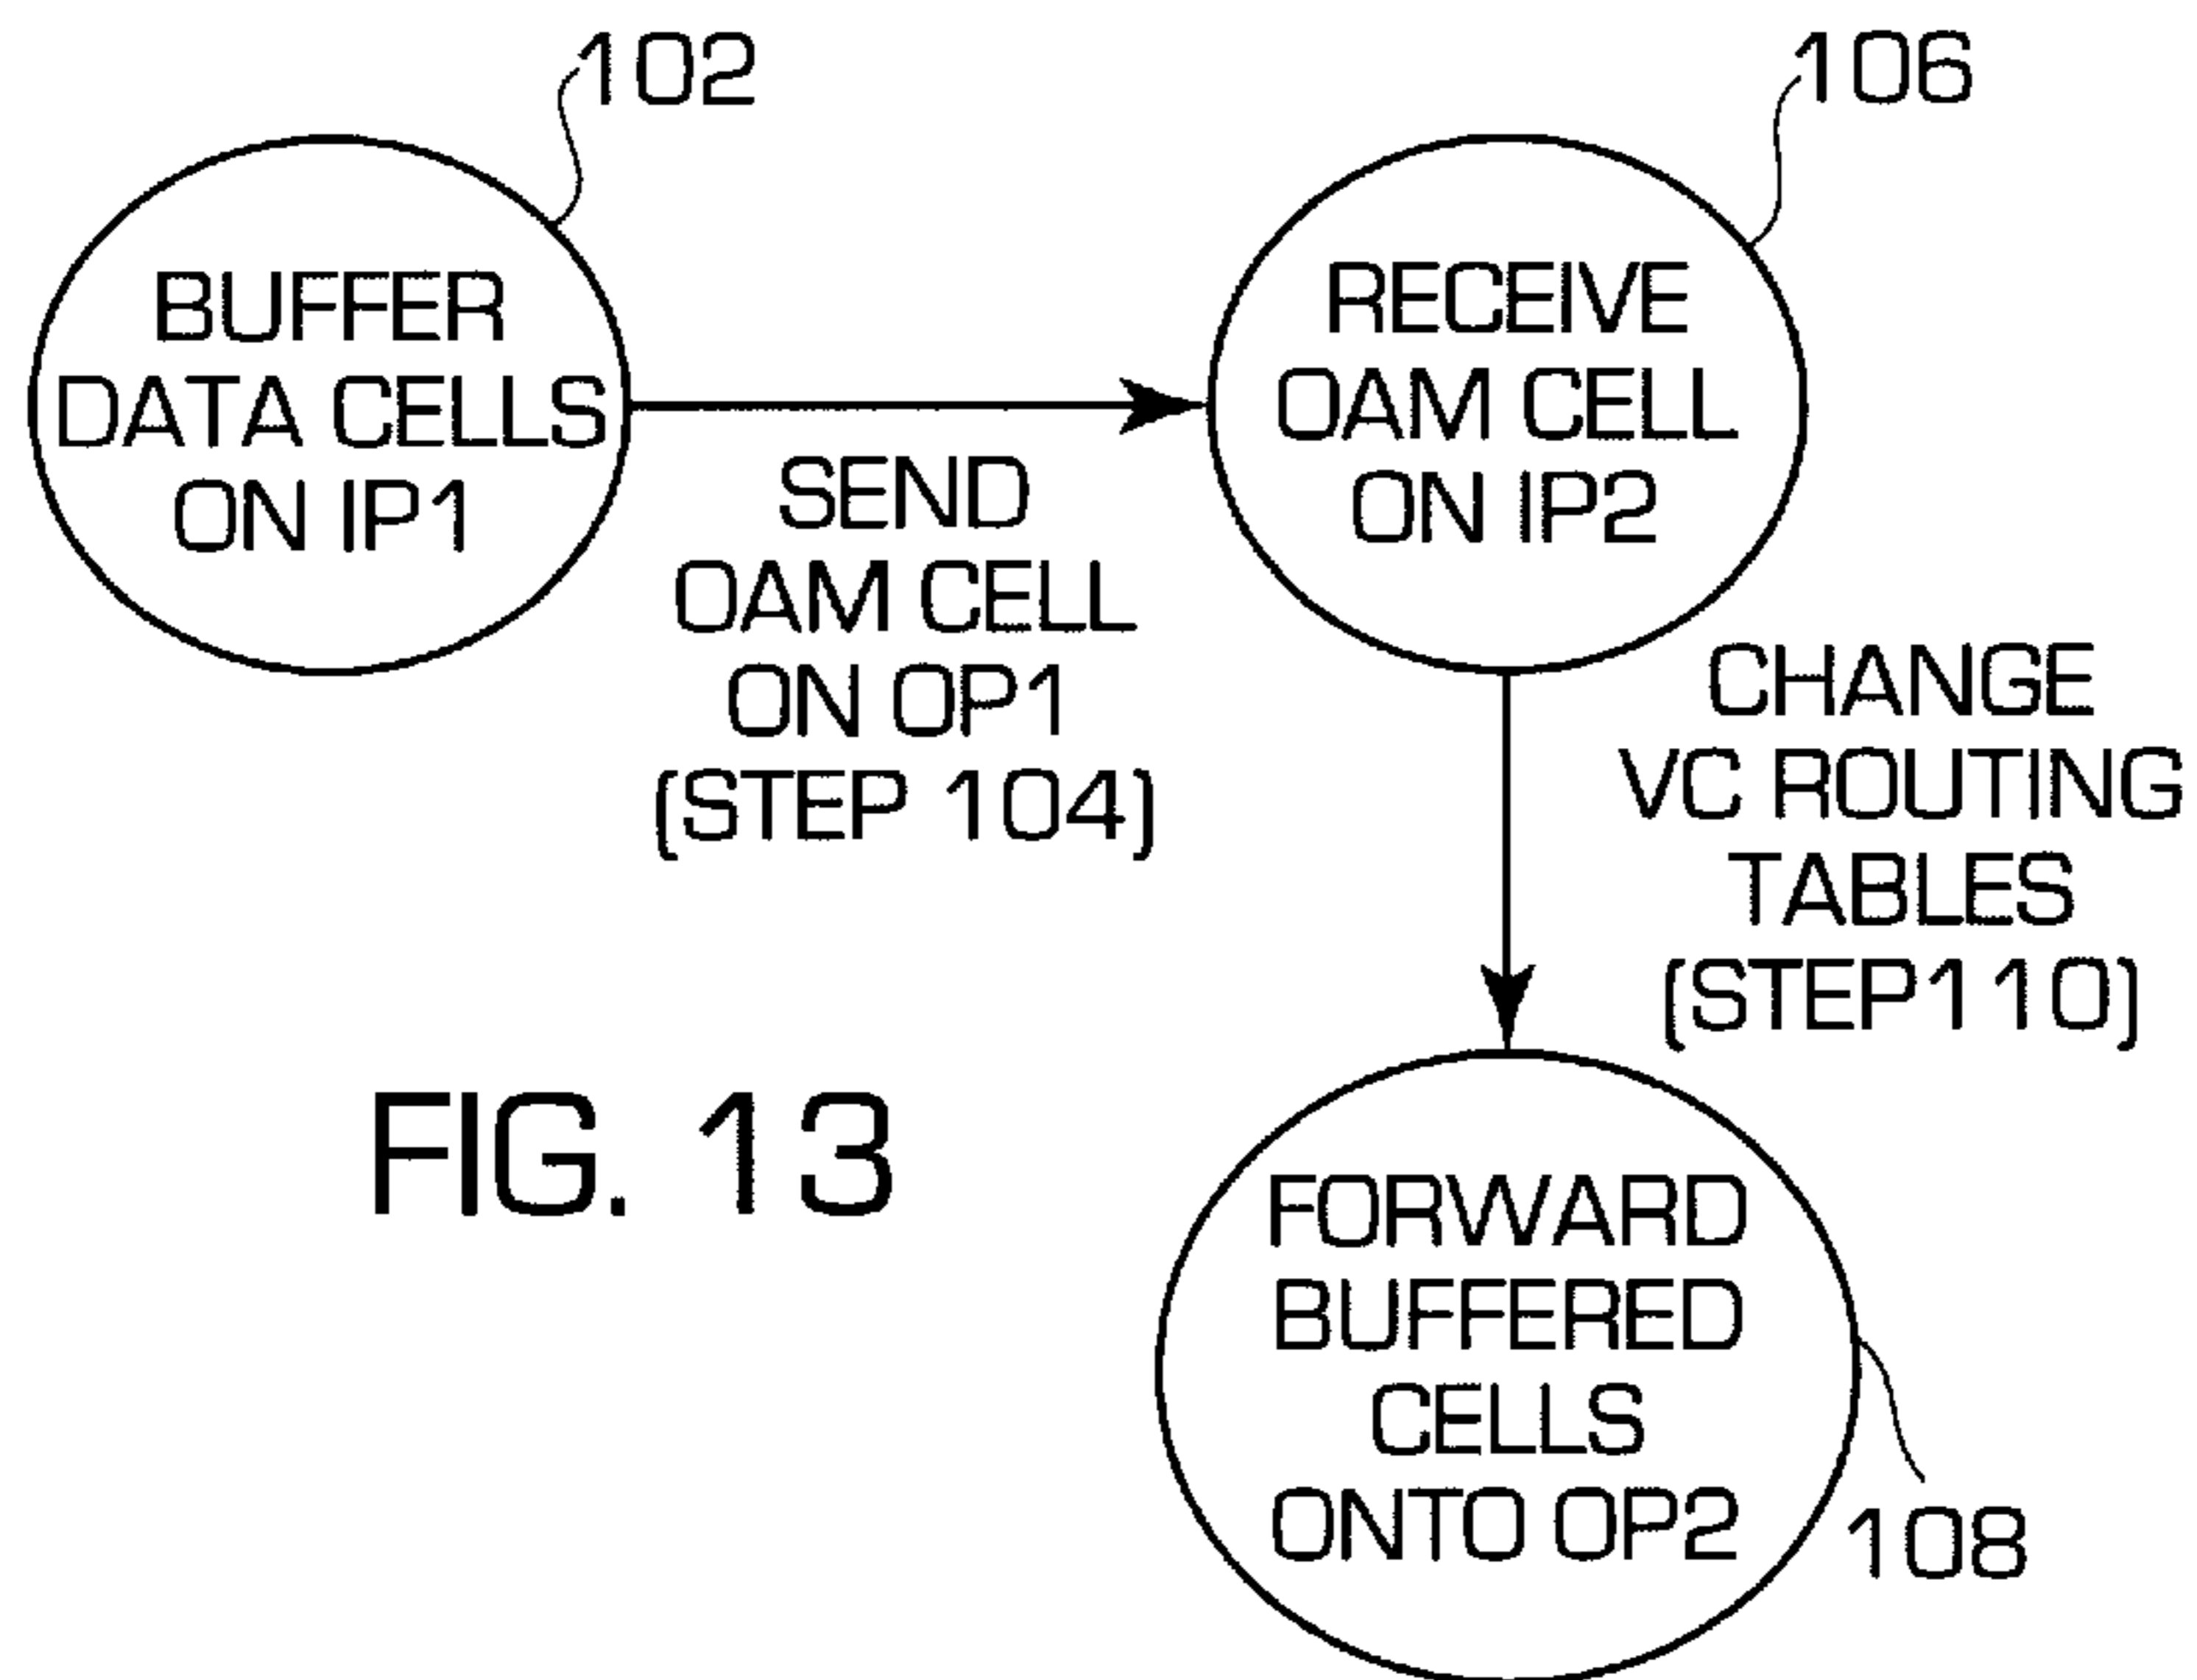 102
BUFFER
DATA CELLS
ON IP1
SEND
OAM CELL
ON OP1
(STEP 104)
106
RECEIVE
OAM CELL
ON IP2
CHANGE
VC ROUTING
TABLES
(STEP110)
FORWARD
BUFFERED
CELLS
ONTO OP2
108
FIG. 13